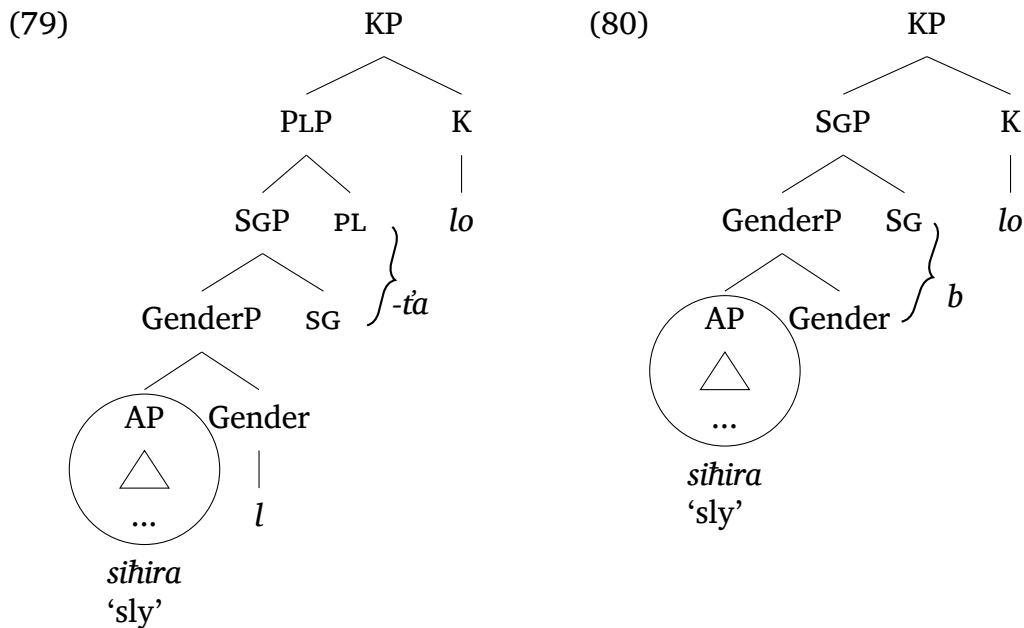 (79) KP (80) KP
PLP K SGP K
SGP PL lo GenderP SG lo
GenderP SG -t̓a AP Gender b
AP Gender ...
... l siħira
siħira ‘sly’
‘sly’